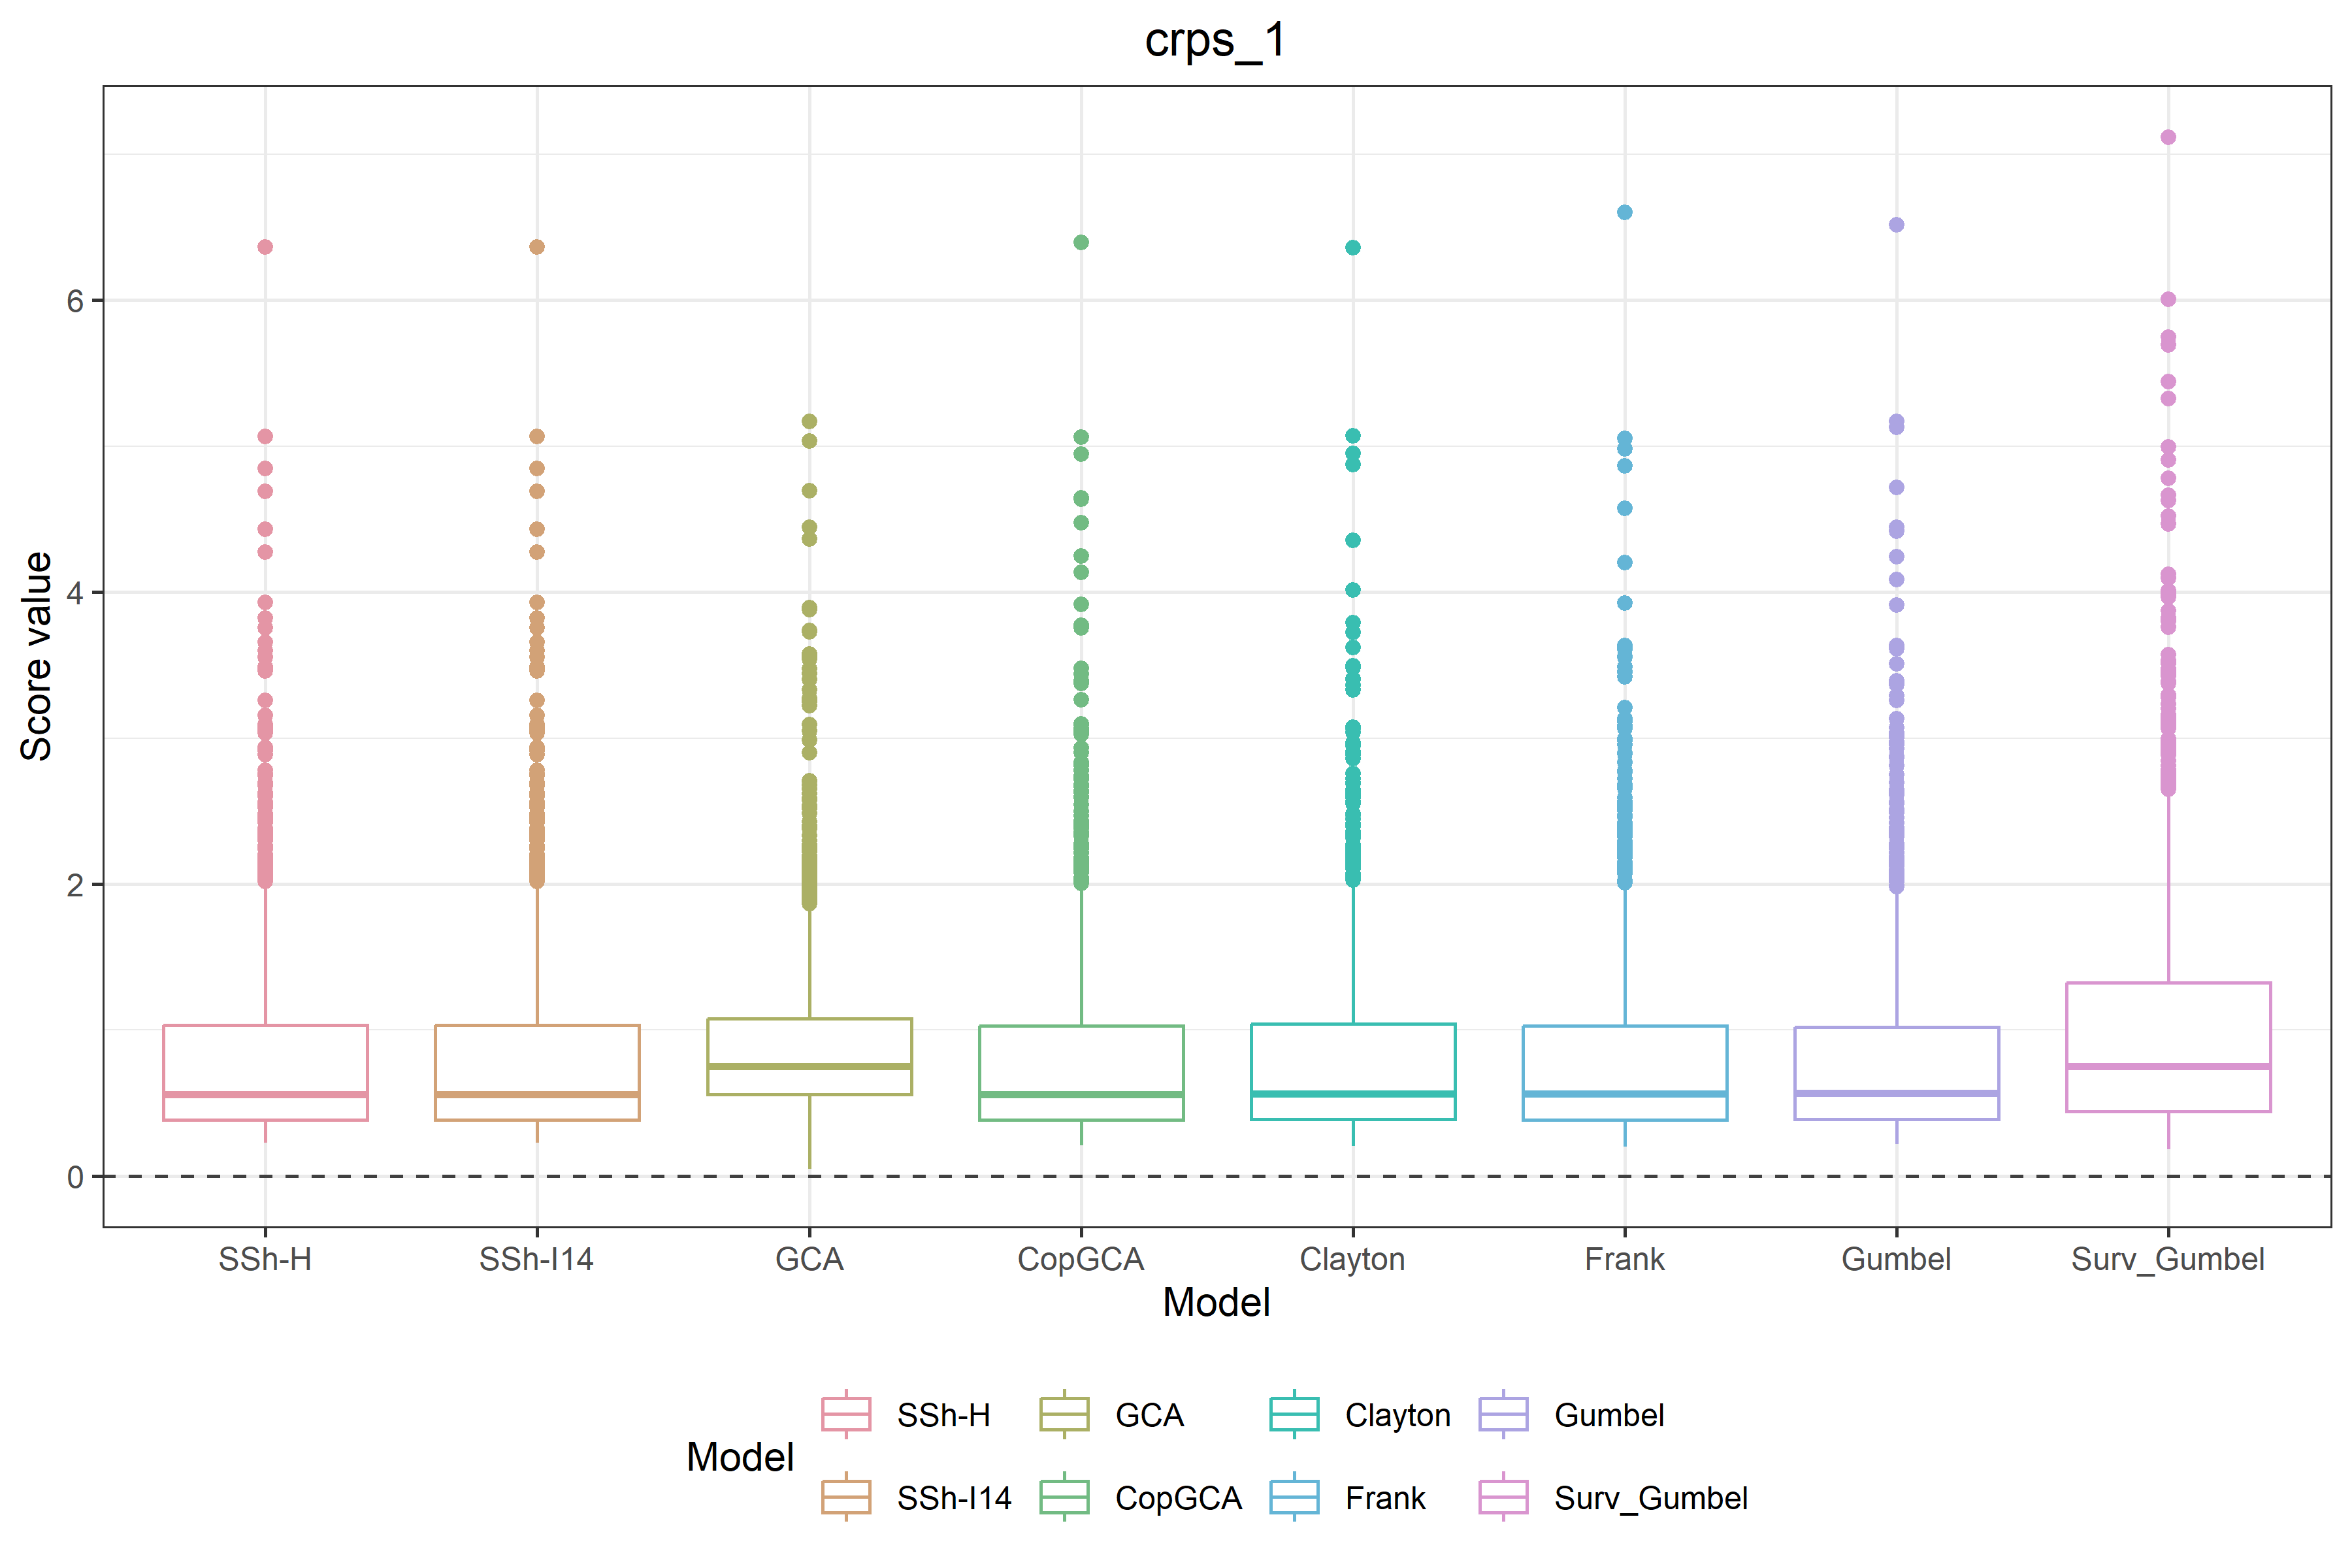 crps_1
Score value
6
4
2
0
SSh-H SSh-I14 GCA CopGCA Clayton Frank Gumbel Surv_Gumbel
Model
Model
SSh-H GCA Clayton Gumbel
SSh-I14 CopGCA Frank Surv_Gumbel